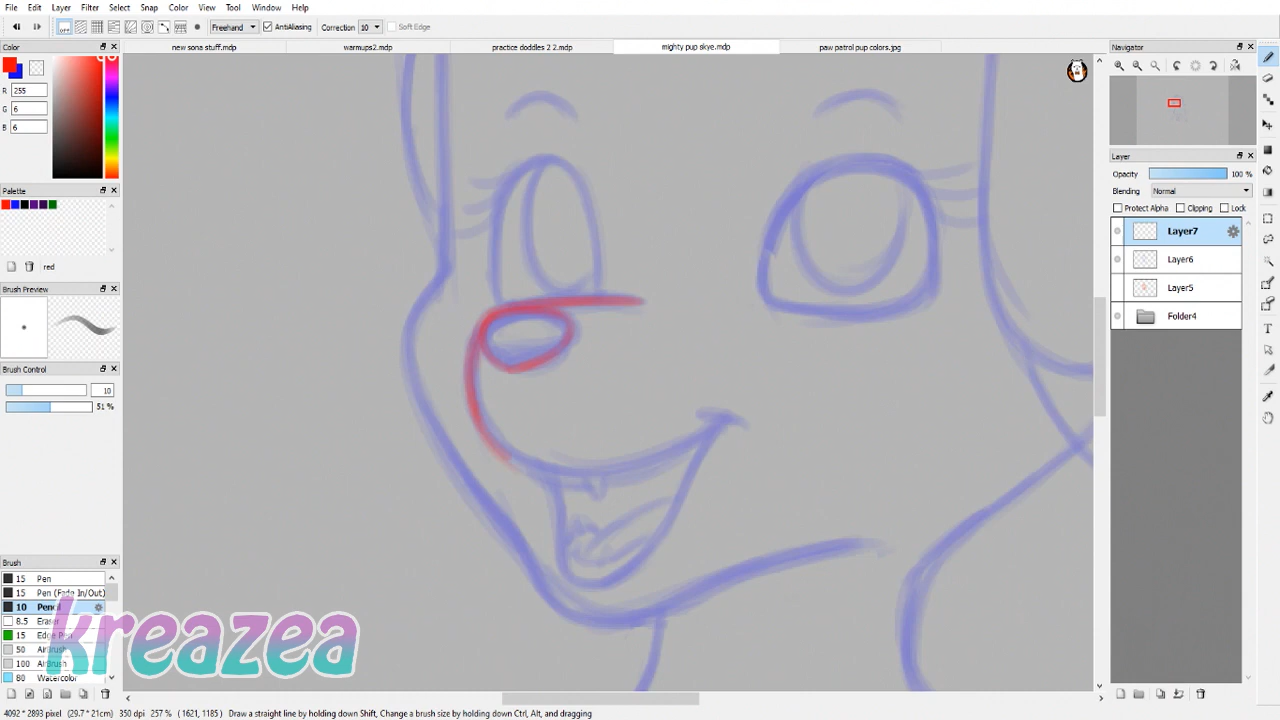 File Edit Layer View Select Snap Color Tool Window Help
OFF Freehand AntiAliasing Correction 10 Soft Edge
Color new sona stuff.mdp warmups2.mdp practice doddles 2 2.mdp mighty pup skye.mdp paw patrol pup colors.jpg Navigator
R 255
G 6
B 6
Layer
Opacity 100 %
Palette Blending Normal
Protect Alpha Clipping Lock
Layer7
Layer6
red
Brush Preview Layer5
Folder4
Brush Control
10
51 %
Brush
15 Pen
15 Pen (Fade In/Out)
10 Pencil
8.5 Eraser
15 Edge Pen
50 AirBrush
100 AirBrush
80 Watercolor
kreazea
4092 * 2893 pixel (29.7 * 21cm) 350 dpi 257 % ( 1621, 1185 ) Draw a straight line by holding down Shift, Change a brush size by holding down Ctrl, Alt, and dragging